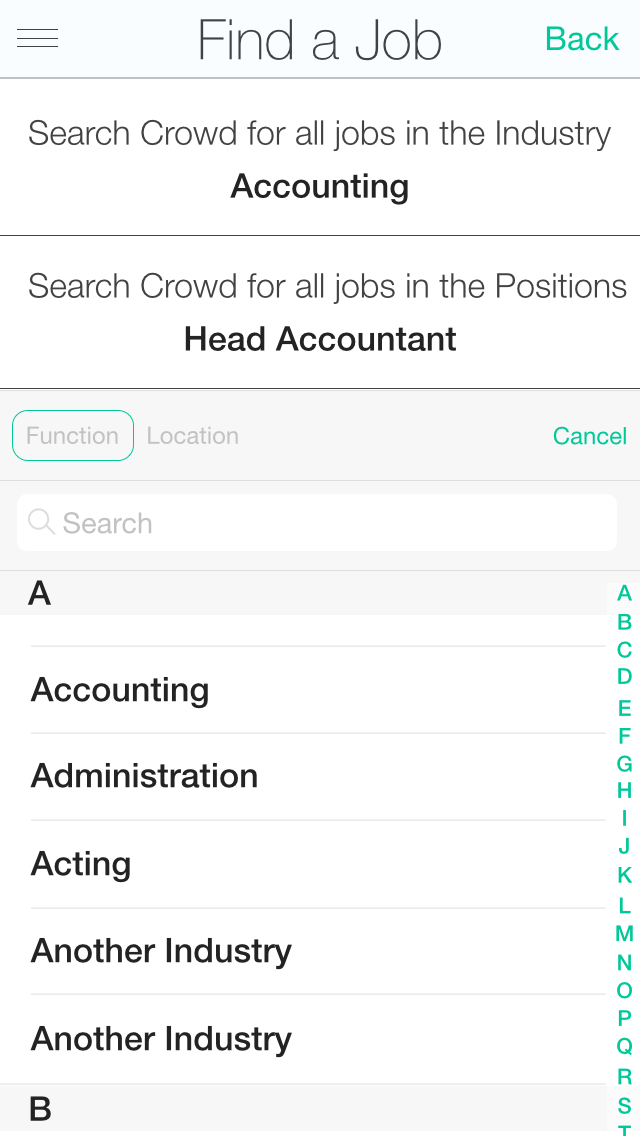 Find a Job
Back
Search Crowd for all jobs in the Industry
Accounting
Search Crowd for all jobs in the Positions
Head Accountant
Function
Location
Cancel
Search
A
Accounting
Administration
Acting
Another Industry
Another Industry
B
A
B
C
D
E
F
G
H
I
J
K
L
M
N
O
P
Q
R
S
T